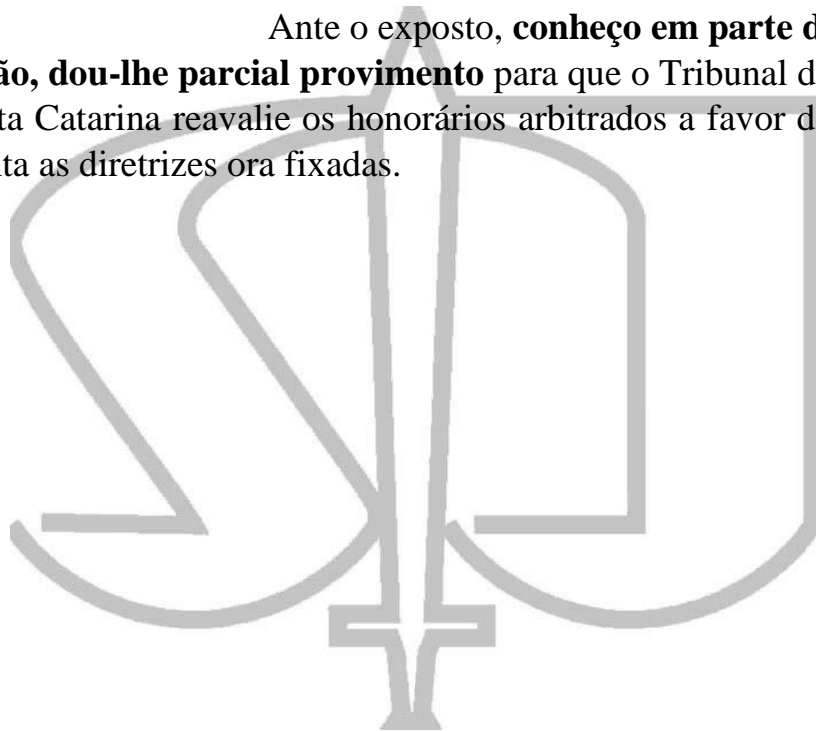 Ante o exposto, conheço em parte d
ão, dou-lhe parcial provimento para que o Tribunal d
ta Catarina reavalie os honorários arbitrados a favor d
ta as diretrizes ora fixadas.